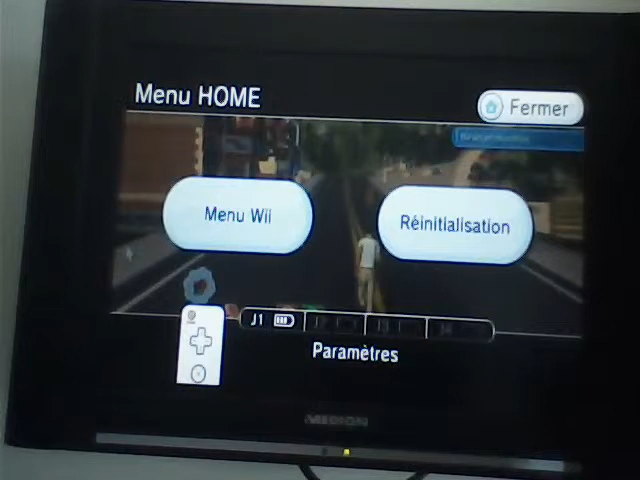 Menu HOME
Fermer
Menu Wii
Réinitialisation
J1
Paramètres
MEDION